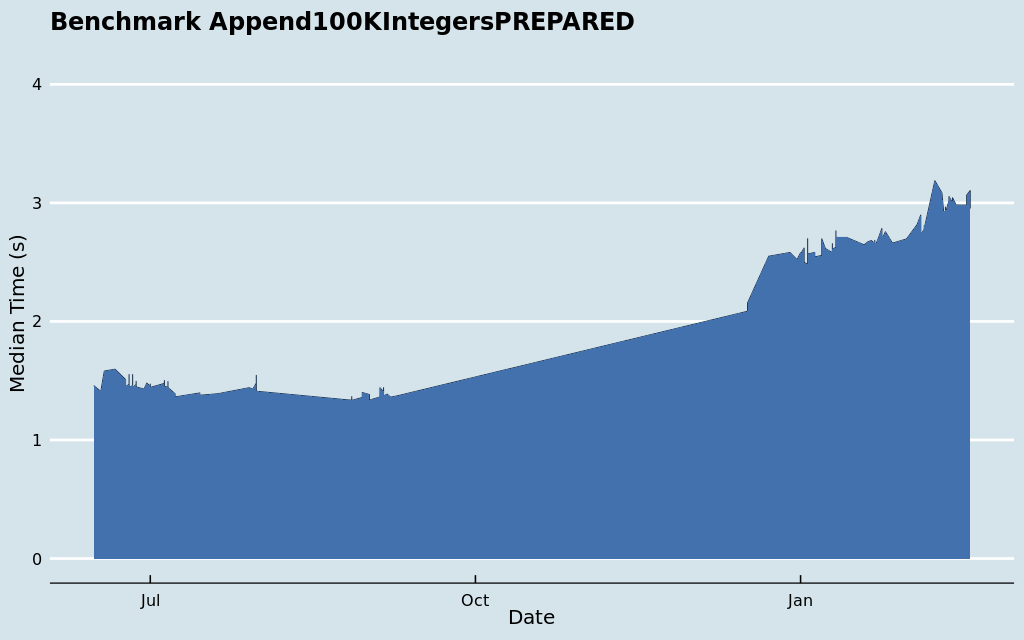 Benchmark Append100KIntegersPREPARED
4
3
2
1
0
Median Time (s)
Jul
Oct
Jan
Date